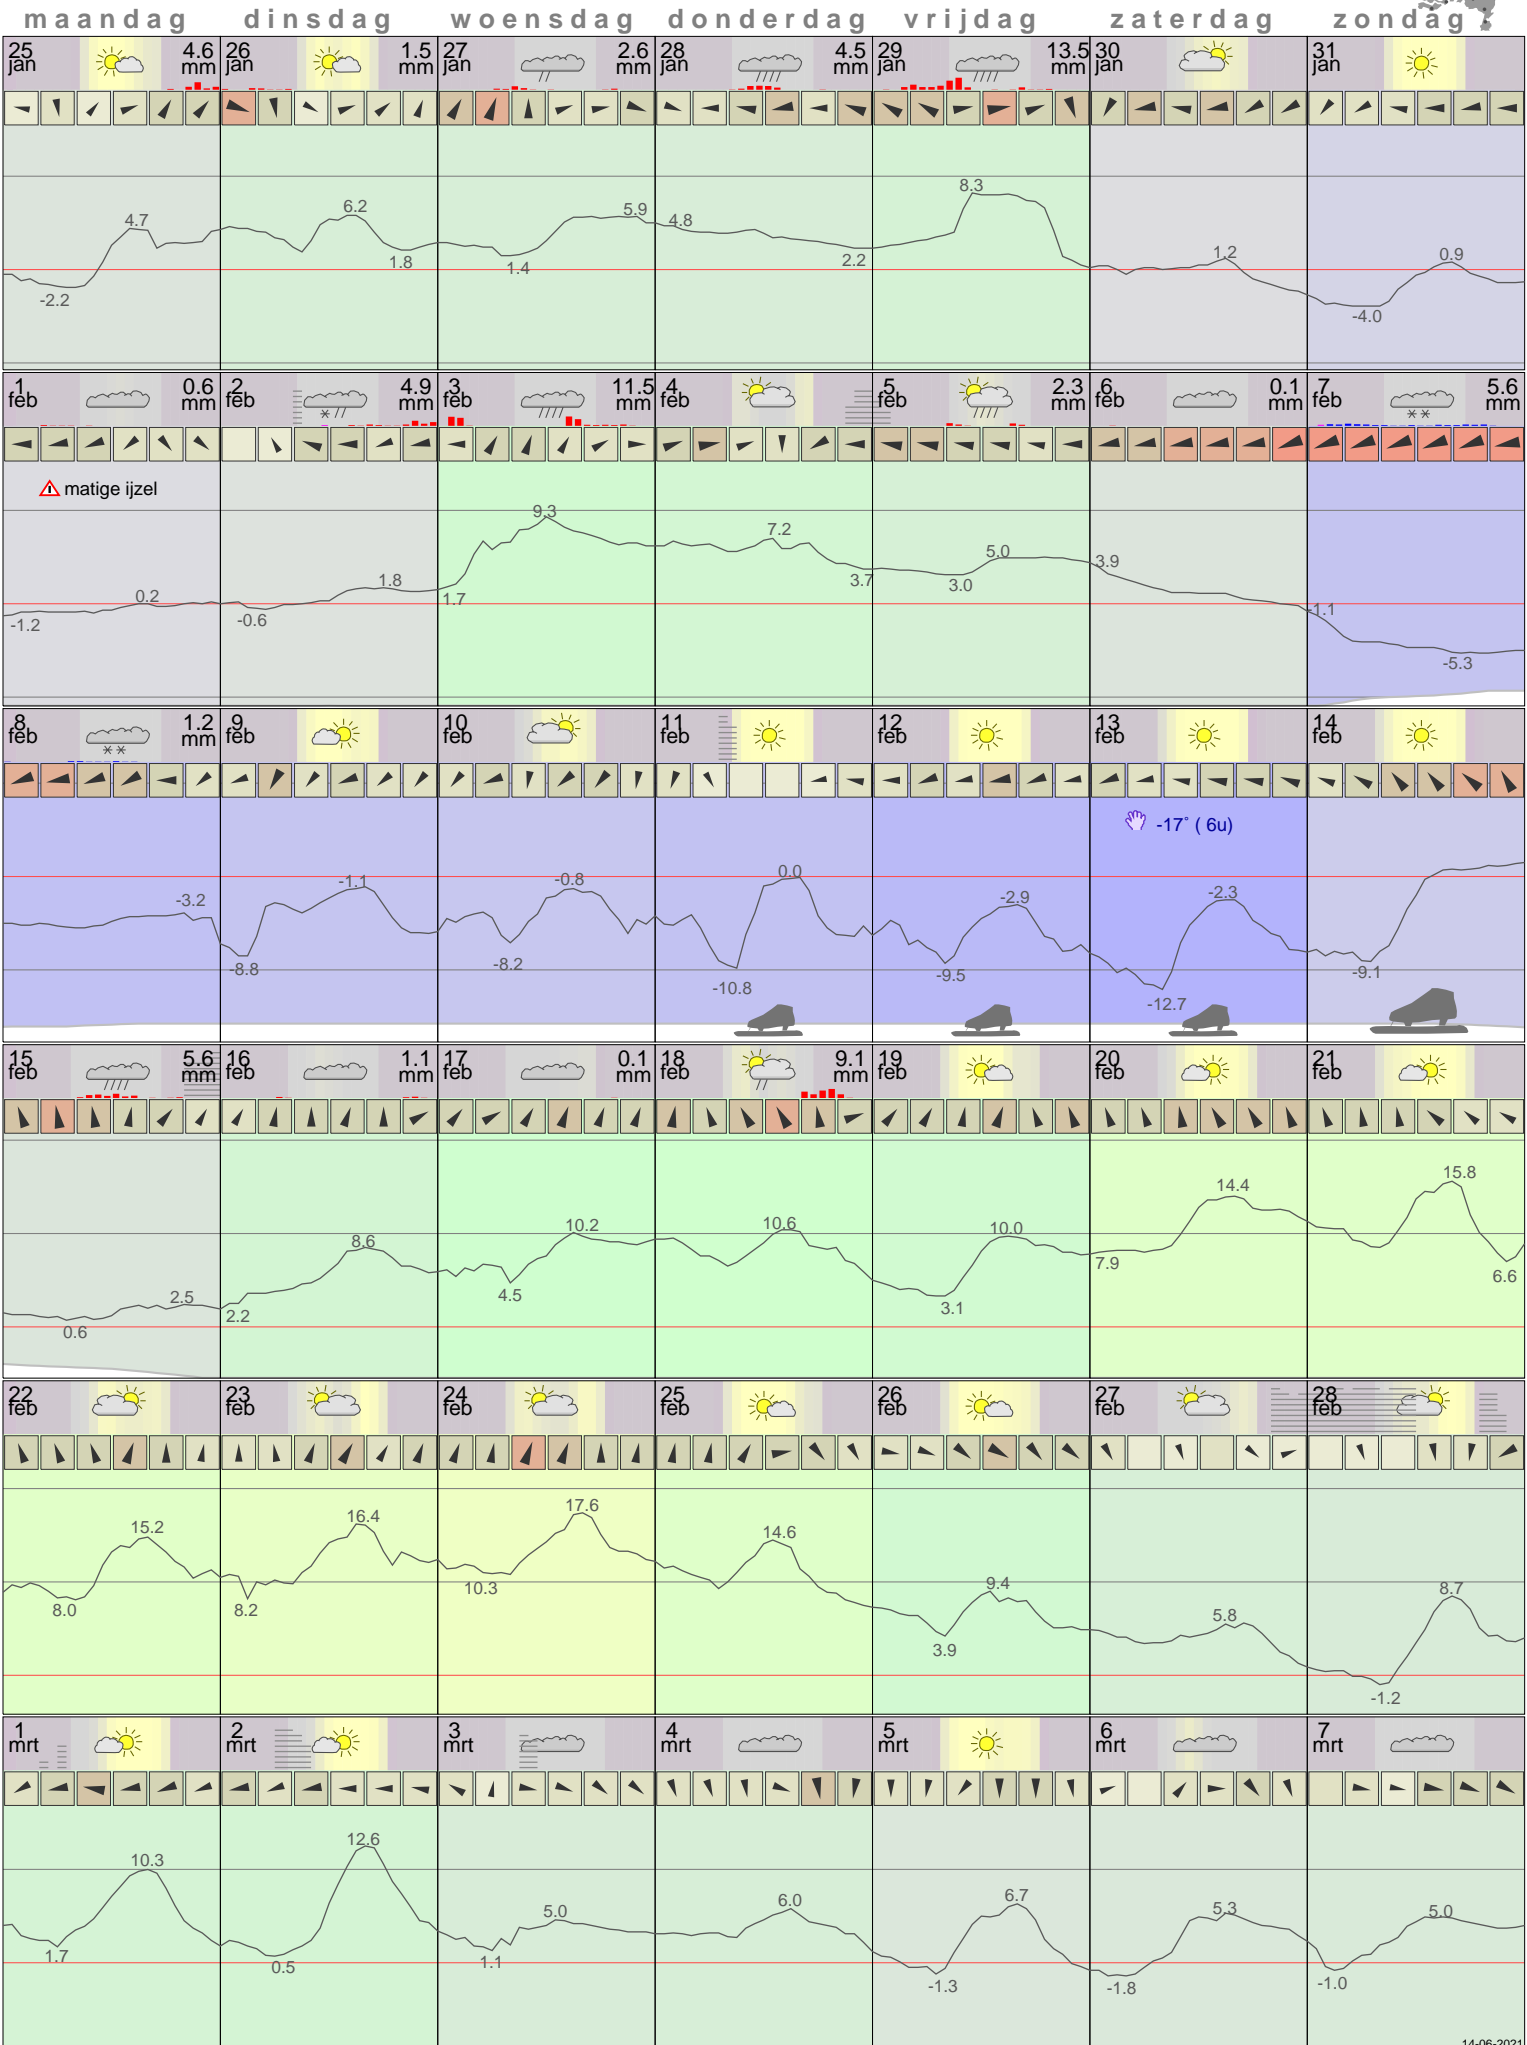 maandag dinsdag woensdag donderdag vrijdag zaterdag zondag
25 jan 4.6 mm 26 jan 1.5 mm 27 jan 2.6 mm 28 jan 4.5 mm 29 jan 13.5 mm 30 jan 31 jan
8.3
4.7 6.2 5.9 4.8
-2.2 1.8 1.4 2.2 1.2 -4.0 0.9
1 feb 0.6 mm 2 feb 4.9 mm 3 feb 11.5 mm 4 feb 5 feb 2.3 mm 6 feb 0.1 mm 7 feb 5.6 mm
matige ijzel
9.3 7.2 5.0 3.9
-1.2 0.2 -0.6 1.8 1.7 3.7 3.0 -1.1 -5.3
8 feb 1.2 mm 9 feb 10 feb 11 feb 12 feb 13 feb 14 feb
-17° ( 6u)
-3.2 -1.1 -0.8 0.0 -2.9 -2.3
-8.8 -8.2 -10.8 -9.5 -12.7 -9.1
15 feb 5.6 mm 16 feb 1.1 mm 17 feb 0.1 mm 18 feb 9.1 mm 19 feb 20 feb 21 feb
8.6 10.2 10.6 10.0 14.4 15.8
0.6 2.5 2.2 4.5 3.1 7.9 6.6
22 feb 23 feb 24 feb 25 feb 26 feb 27 feb 28 feb
15.2 16.4 17.6 14.6 9.4 5.8 8.7
8.0 8.2 10.3 3.9 -1.2
1 mrt 2 mrt 3 mrt 4 mrt 5 mrt 6 mrt 7 mrt
10.3 12.6 5.0 6.0 6.7 5.3 5.0
1.7 0.5 1.1 -1.3 -1.8 -1.0
14-06-2021